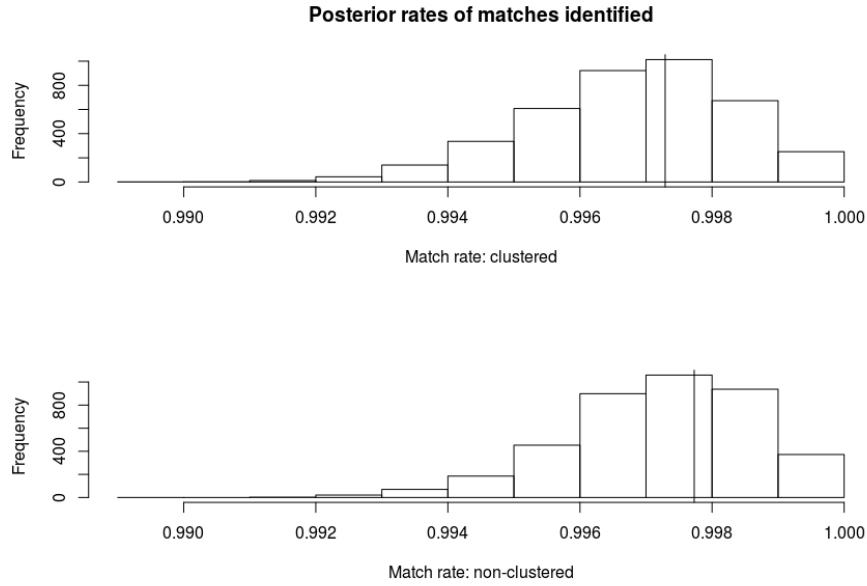 Posterior rates of matches identified
Frequency
0 400 800
0.990 0.992 0.994 0.996 0.998 1.000
Match rate: clustered
Frequency
0 400 800
0.990 0.992 0.994 0.996 0.998 1.000
Match rate: non-clustered